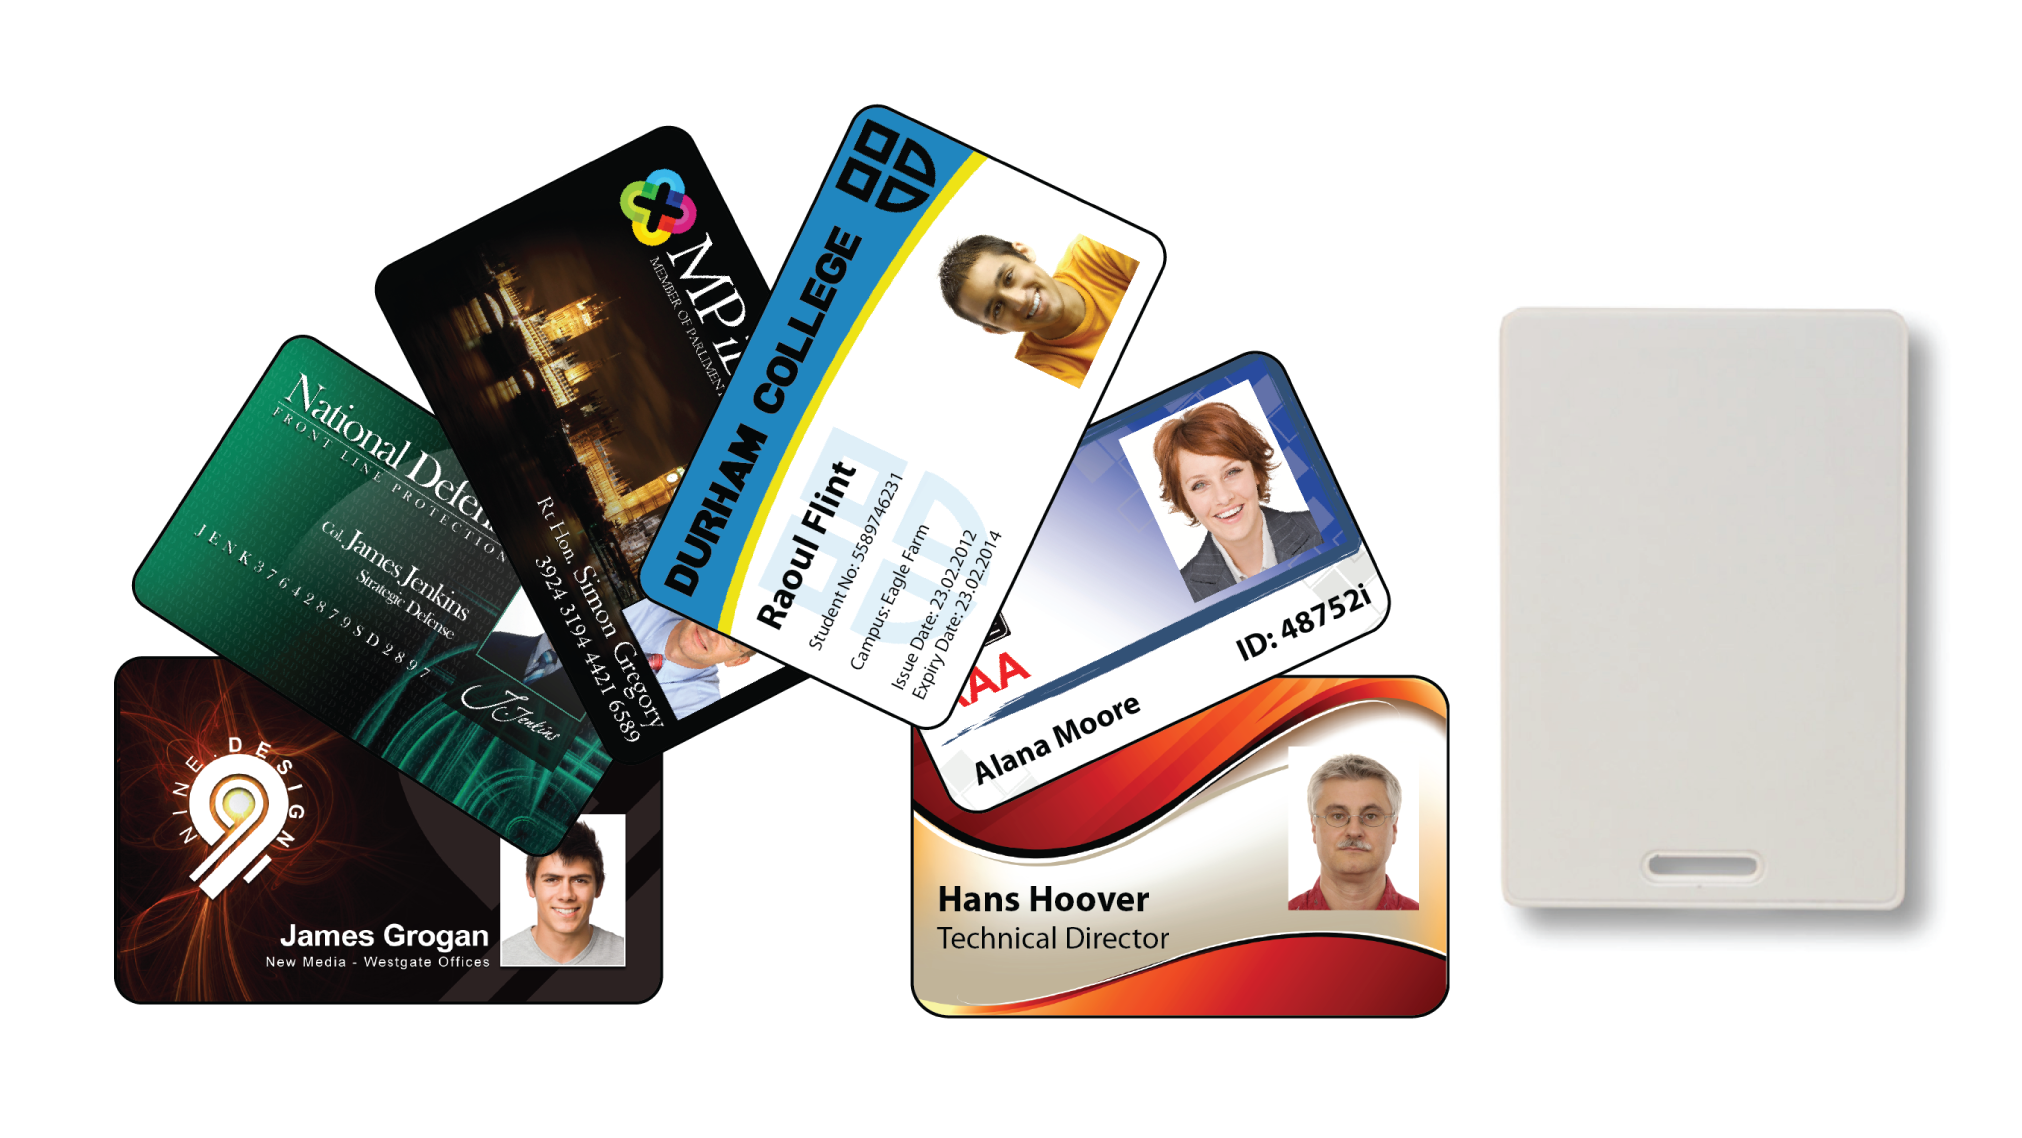 NINE.DESIGN
James Grogan
New Media - Westgate Offices
National Defen
FRONT LINE PROTECTION
Col. James Jenkins
Strategic Defense
JENK37642879SD2897
J Jenkins
MP
MEMBER OF PARLIMEN
Rt Hon. Simon Gregory
3924 3194 4421 6589
DURHAM COLLEGE
Raoul Flint
Student No: 5589746231
Campus: Eagle Farm
Issue Date: 23.02.2012
Expiry Date: 23.02.2014
AA
Alana Moore
ID: 48752i
Hans Hoover
Technical Director